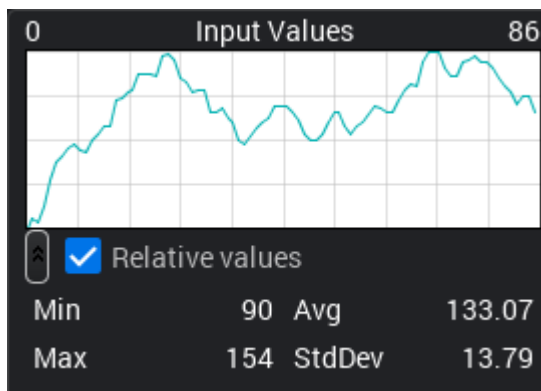 0 Input Values 86
Relative values
Min 90 Avg 133.07
Max 154 StdDev 13.79